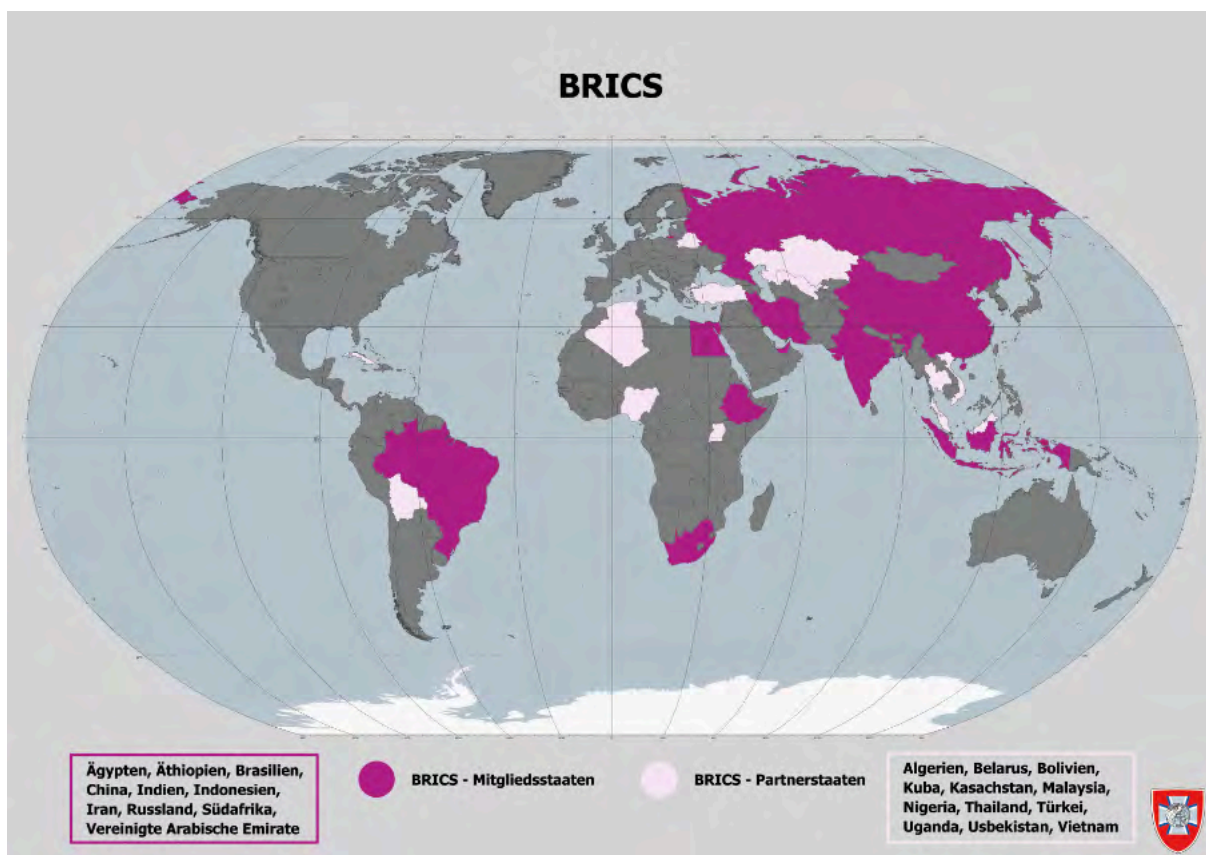 BRICS
Ägypten, Äthiopien, Brasilien,
China, Indien, Indonesien,
Iran, Russland, Südafrika,
Vereinigte Arabische Emirate
BRICS - Mitgliedsstaaten
BRICS - Partnerstaaten
Algerien, Belarus, Bolivien,
Kuba, Kasachstan, Malaysia,
Nigeria, Thailand, Türkei,
Uganda, Usbekistan, Vietnam